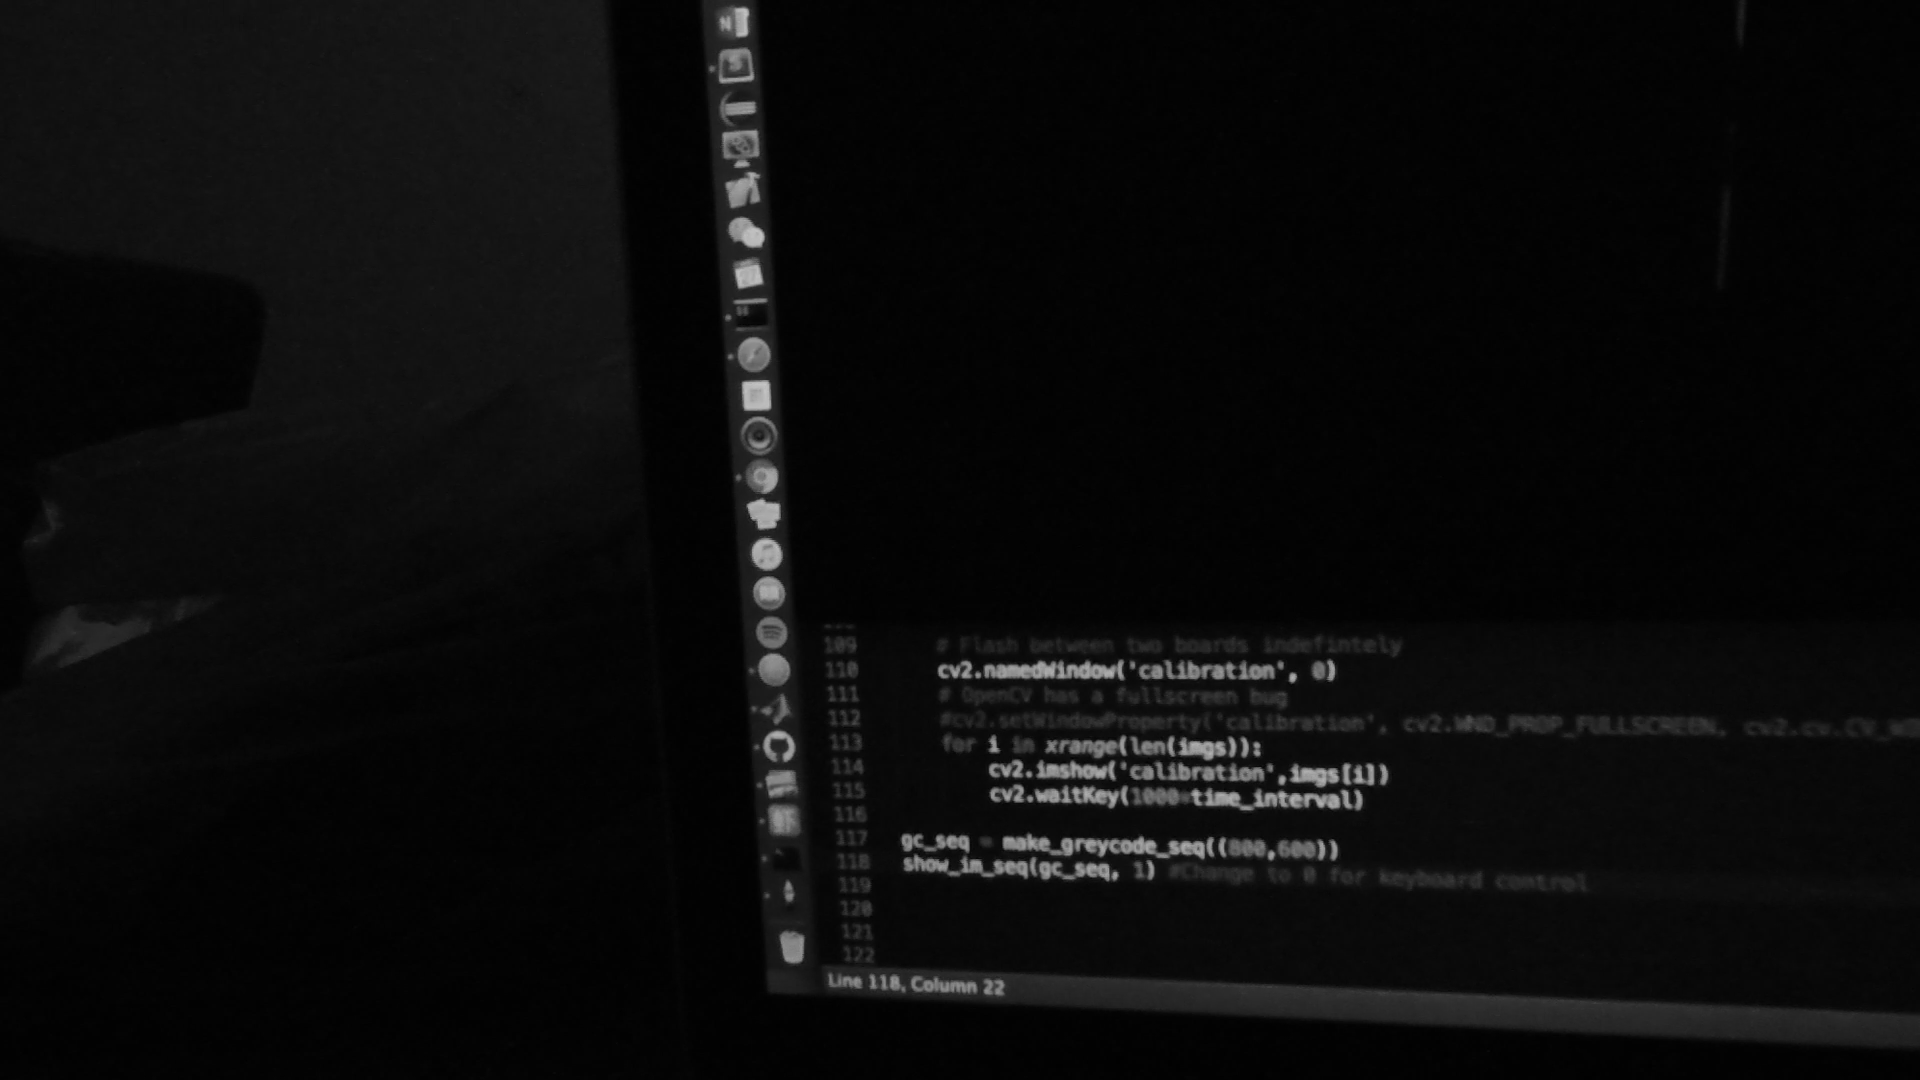 109 # Flash between two boards indefintely
110 cv2.namedWindow('calibration', 0)
111 # OpenCV has a fullscreen bug
112 #cv2.setWindowProperty('calibration', cv2.WND_PROP_FULLSCREEN, cv2.cv.CV_WI
113 for i in xrange(len(imgs)):
114 cv2.imshow('calibration',imgs[i])
115 cv2.waitKey(1000*time_interval)
116
117 gc_seq = make_greycode_seq((800,600))
118 show_im_seq(gc_seq, 1) #Change to 0 for keyboard control
119
120
121
122
Line 118, Column 22